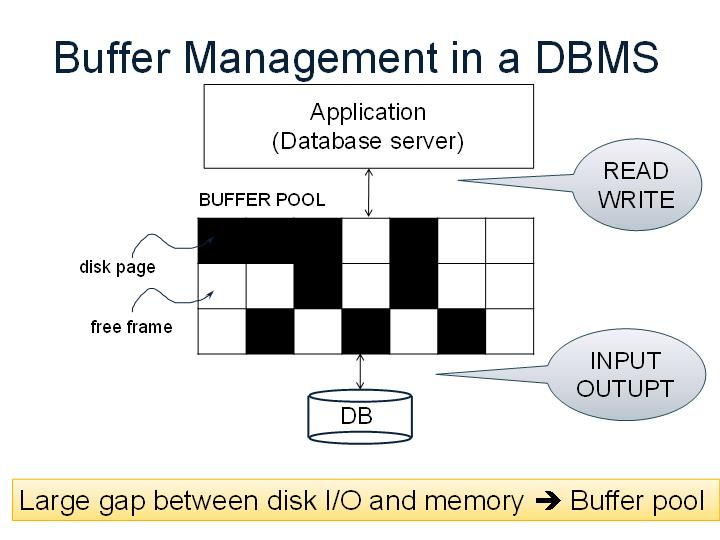 Buffer Management in a DBMS
Application
(Database server)
READ
WRITE
BUFFER POOL
disk page
free frame
INPUT
OUTUPT
DB
Large gap between disk I/O and memory ➔ Buffer pool